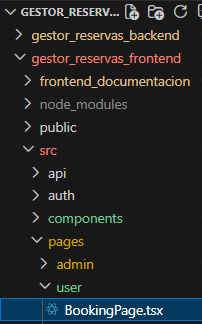 GESTOR_RESERV...
gestor_reservas_backend
gestor_reservas_frontend
frontend_documentacion
node_modules
public
src
api
auth
components
pages
admin
user
BookingPage.tsx